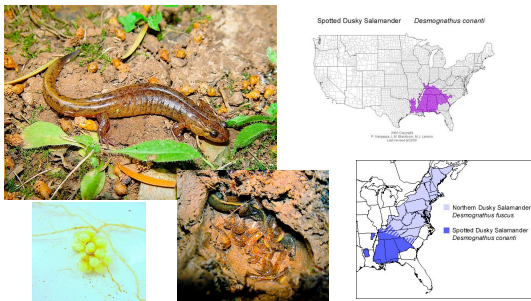 Spotted Dusky Salamander Desmognathus conanti
Northern Dusky Salamander
Desmognathus fuscus
Spotted Dusky Salamander
Desmognathus conanti